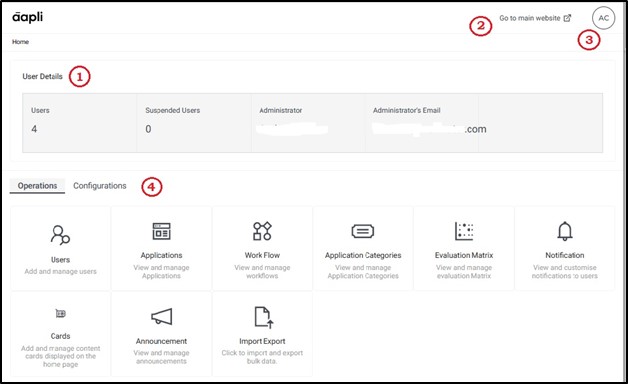 aapli
Go to main website
AC
2
3
Home
User Details
1
Users
Suspended Users
Administrator
Administrator's Email
4
0
.com
Operations
Configurations
4
Users
Add and manage users
Applications
View and manage
Applications
Work Flow
View and manage
workflows
Application Categories
View and manage
Application Categories
Evaluation Matrix
View and manage
evaluation Matrix
Notification
View and customise
notifications to users
Cards
Add and manage content
cards displayed on the
home page
Announcement
View and manage
announcements
Import Export
Click to import and export
bulk data.